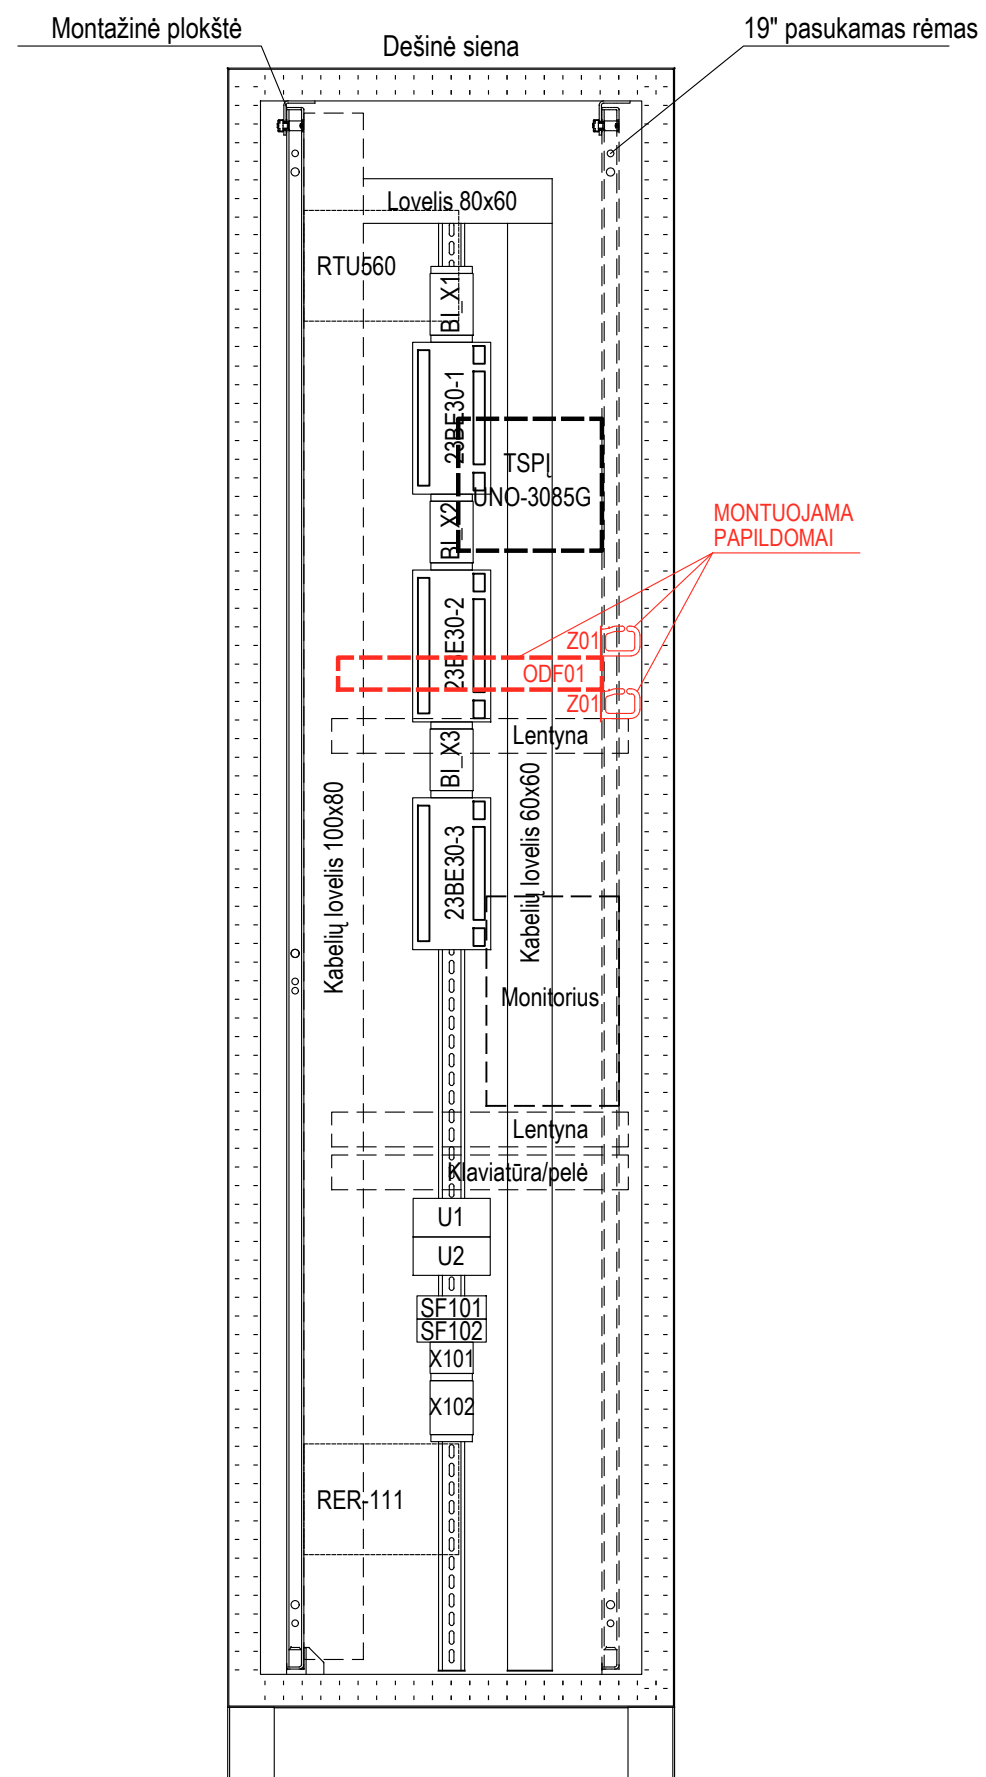 Montažinė plokštė
Dešinė siena
19" pasukamas rėmas
Lovelis 80x60
RTU560
BI_X1
23BE30-1
TSPĮ
UNO-3085G
BI_X2
MONTUOJAMA
PAPILDOMAI
23BE30-2
Z01
ODF01
Z01
Lentyna
BI_X3
Kabelių lovelis 100x80
Kabelių lovelis 60x60
23BE30-3
Monitorius
Lentyna
Klaviatūra/pelė
U1
U2
SF101
SF102
X101
X102
RER-111